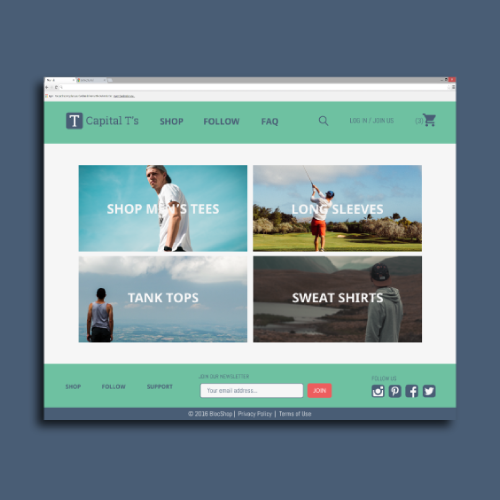 T Capital T's
SHOP FOLLOW FAQ
LOG IN / JOIN US
SHOP MEN'S TEES
LONG SLEEVES
TANK TOPS
SWEAT SHIRTS
JOIN OUR NEWSLETTER
FOLLOW US
SHOP FOLLOW SUPPORT
Your email address...
JOIN
© 2016 BlocShop | Privacy Policy | Terms of Use